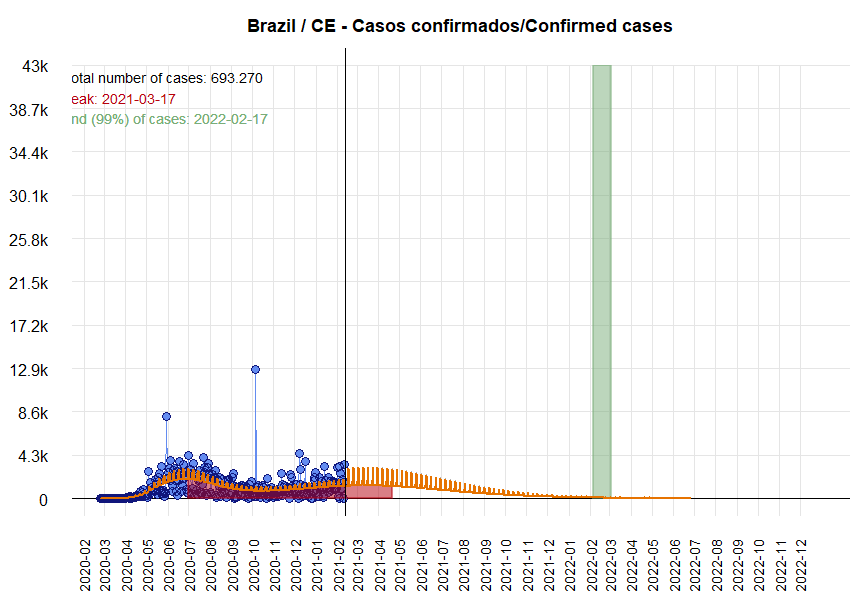 Brazil / CE - Casos confirmados/Confirmed cases
43k
otal number of cases: 693.270
eak: 2021-03-17
38.7k
nd (99%) of cases: 2022-02-17
34.4k
30.1k
25.8k
21.5k
17.2k
12.9k
8.6k
4.3k
0
2020-02
2020-03
2020-04
2020-05
2020-06
2020-07
2020-08
2020-09
2020-10
2020-11
2020-12
2021-01
2021-02
2021-03
2021-04
2021-05
2021-06
2021-07
2021-08
2021-09
2021-10
2021-11
2021-12
2022-01
2022-02
2022-03
2022-04
2022-05
2022-06
2022-07
2022-08
2022-09
2022-10
2022-11
2022-12